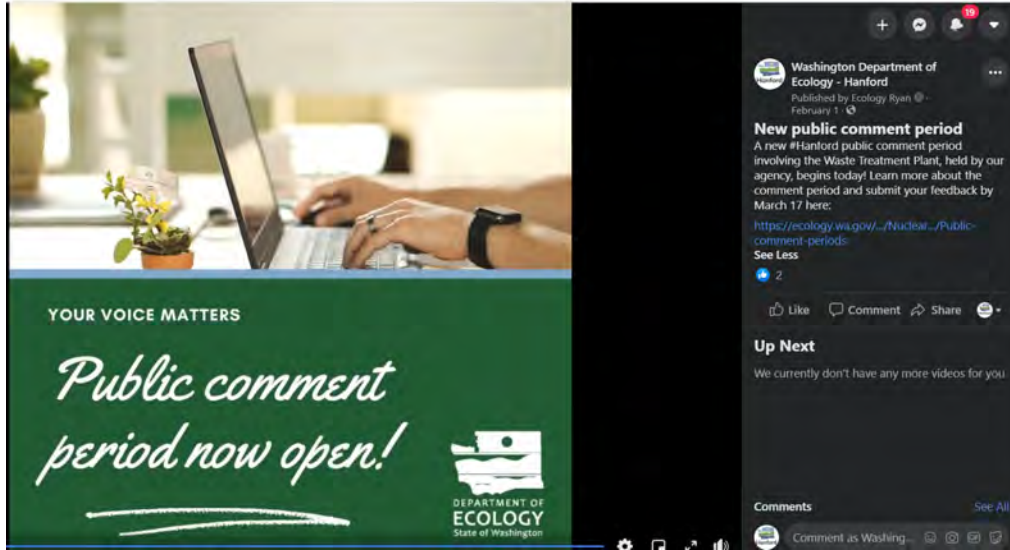 YOUR VOICE MATTERS
Public comment
period now open!
DEPARTMENT OF
ECOLOGY
State of Washington
19
Hanford
Washington Department of
Ecology - Hanford
Published by Ecology Ryan ·
February 1 ·
New public comment period
A new #Hanford public comment period
involving the Waste Treatment Plant, held by our
agency, begins today! Learn more about the
comment period and submit your feedback by
March 17 here:
https://ecology.wa.gov/.../Nuclear.../Public-
comment-periods
See Less
2
Like Comment Share
Up Next
We currently don't have any more videos for you
Comments See All
Hanford
Comment as Washing...
GIF